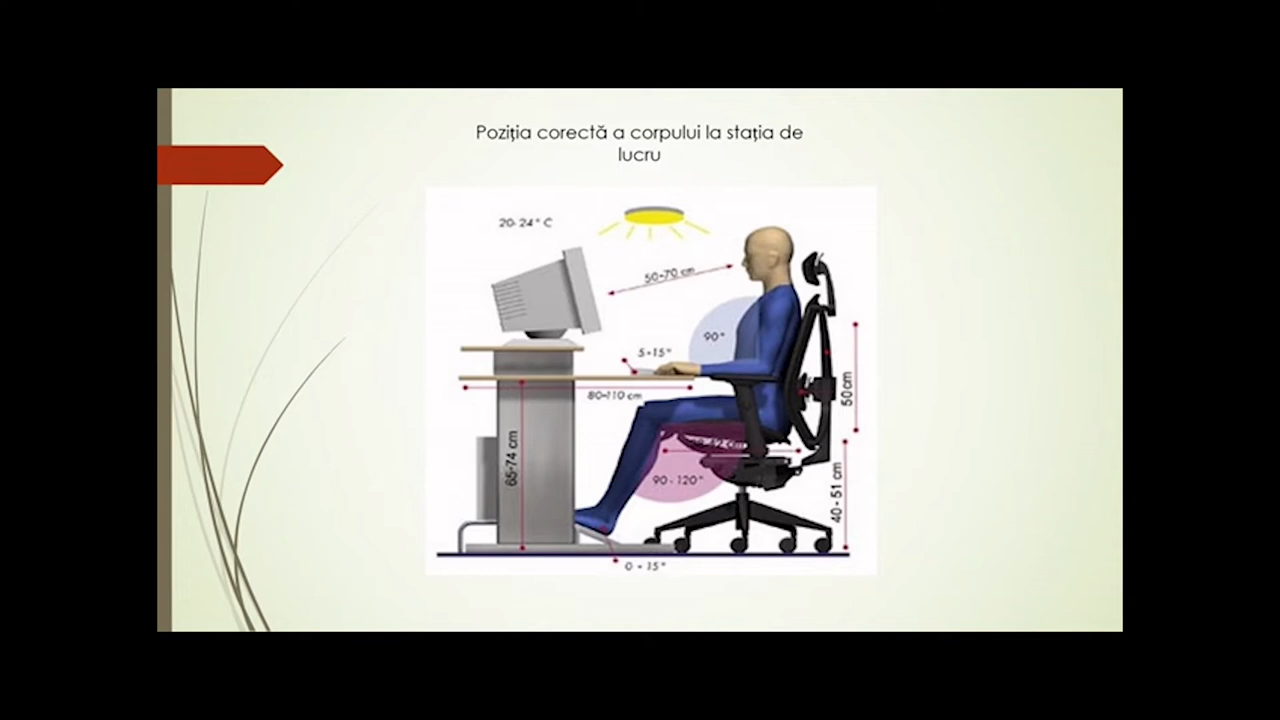 Poziția corectă a corpului la stația de
lucru
20-24° C
50-70 cm
90°
5-15°
80-110 cm
50cm
65-74 cm
90 - 120°
40 - 51 cm
0 - 15°